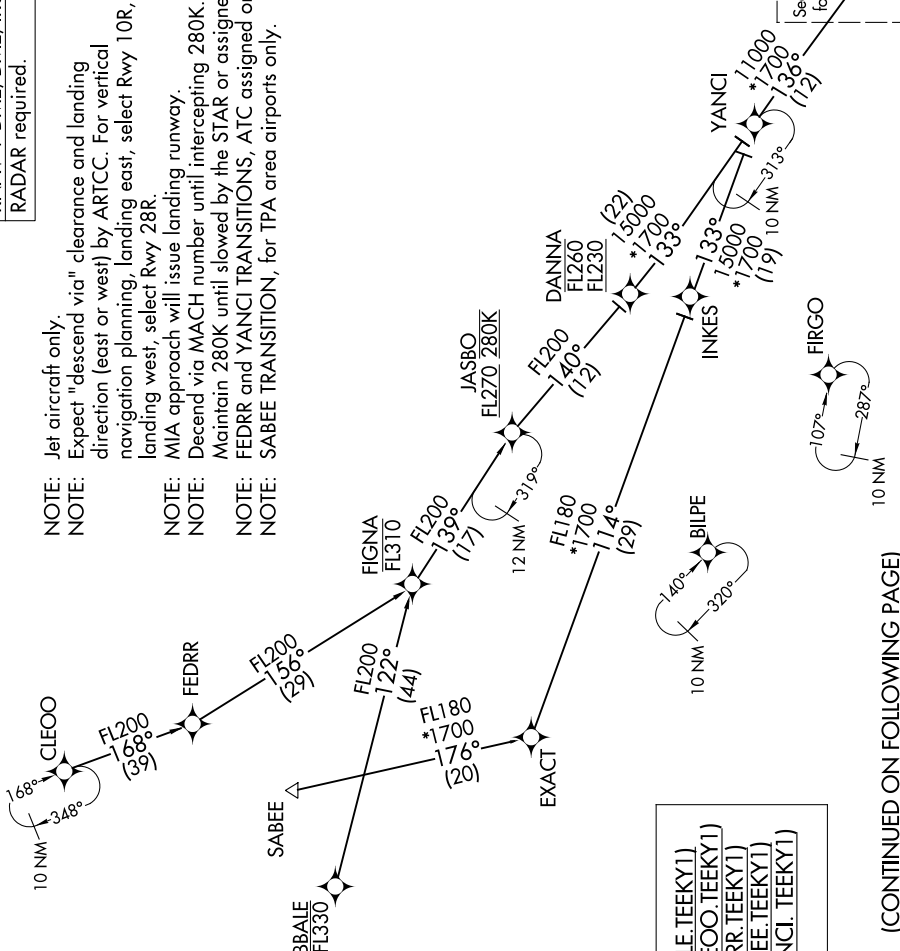 RADAR required.
NOTE: Jet aircraft only.
NOTE: Expect "descend via" clearance and landing
direction (east or west) by ARTCC. For vertical
navigation planning, landing east, select Rwy 10R,
landing west, select Rwy 28R.
NOTE: MIA approach will issue landing runway.
NOTE: Decend via MACH number until intercepting 280K.
Maintain 280K until slowed by the STAR or
NOTE: FEDRR and YANCI TRANSITIONS, ATC assigned
NOTE: SABEE TRANSITION, for TPA area airports only.
CLEOO
168°
348°
10 NM
FL200
168°
(39)
FEDRR
FL200
156°
(29)
FIGNA
FL310
FL330
FL200
122°
(44)
SABEE
FL180
*1700
176°
(20)
EXACT
FL200
139°
(17)
JASBO
FL270 280K
319°
12 NM
FL200
140°
(12)
DANNA
FL260
FL230
(22)
15000
*1700
133°
FL180
*1700
114°
(29)
INKES
133°
15000
*1700
(19)
YANCI
313°
10 NM
11000
*1700
136°
(12)
BILPE
140°
320°
10 NM
FIRGO
107°
287°
10 NM
(CONTINUED ON FOLLOWING PAGE)